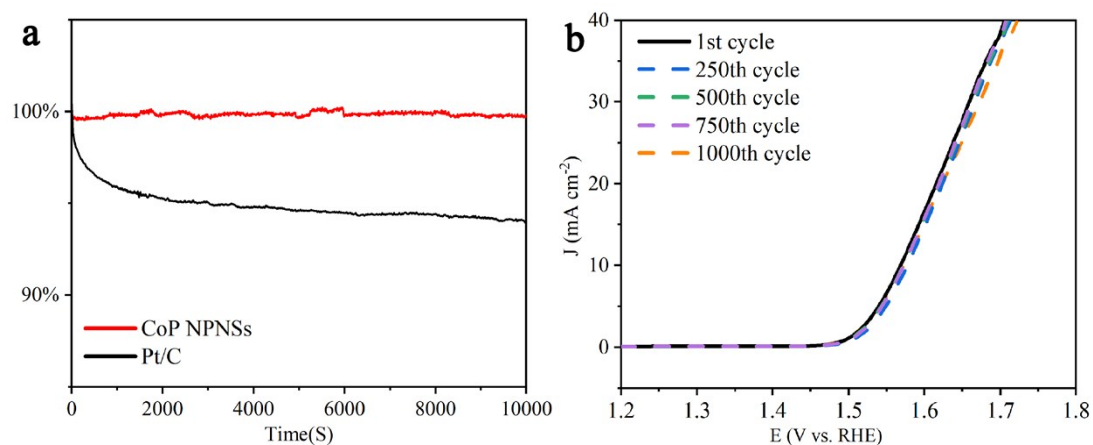 a
100%
90%
CoP NPNSs
Pt/C
0 2000 4000 6000 8000 10000
Time(S)
b
1st cycle
250th cycle
500th cycle
750th cycle
1000th cycle
J (mA cm-2)
40
30
20
10
0
1.2 1.3 1.4 1.5 1.6 1.7 1.8
E (V vs. RHE)